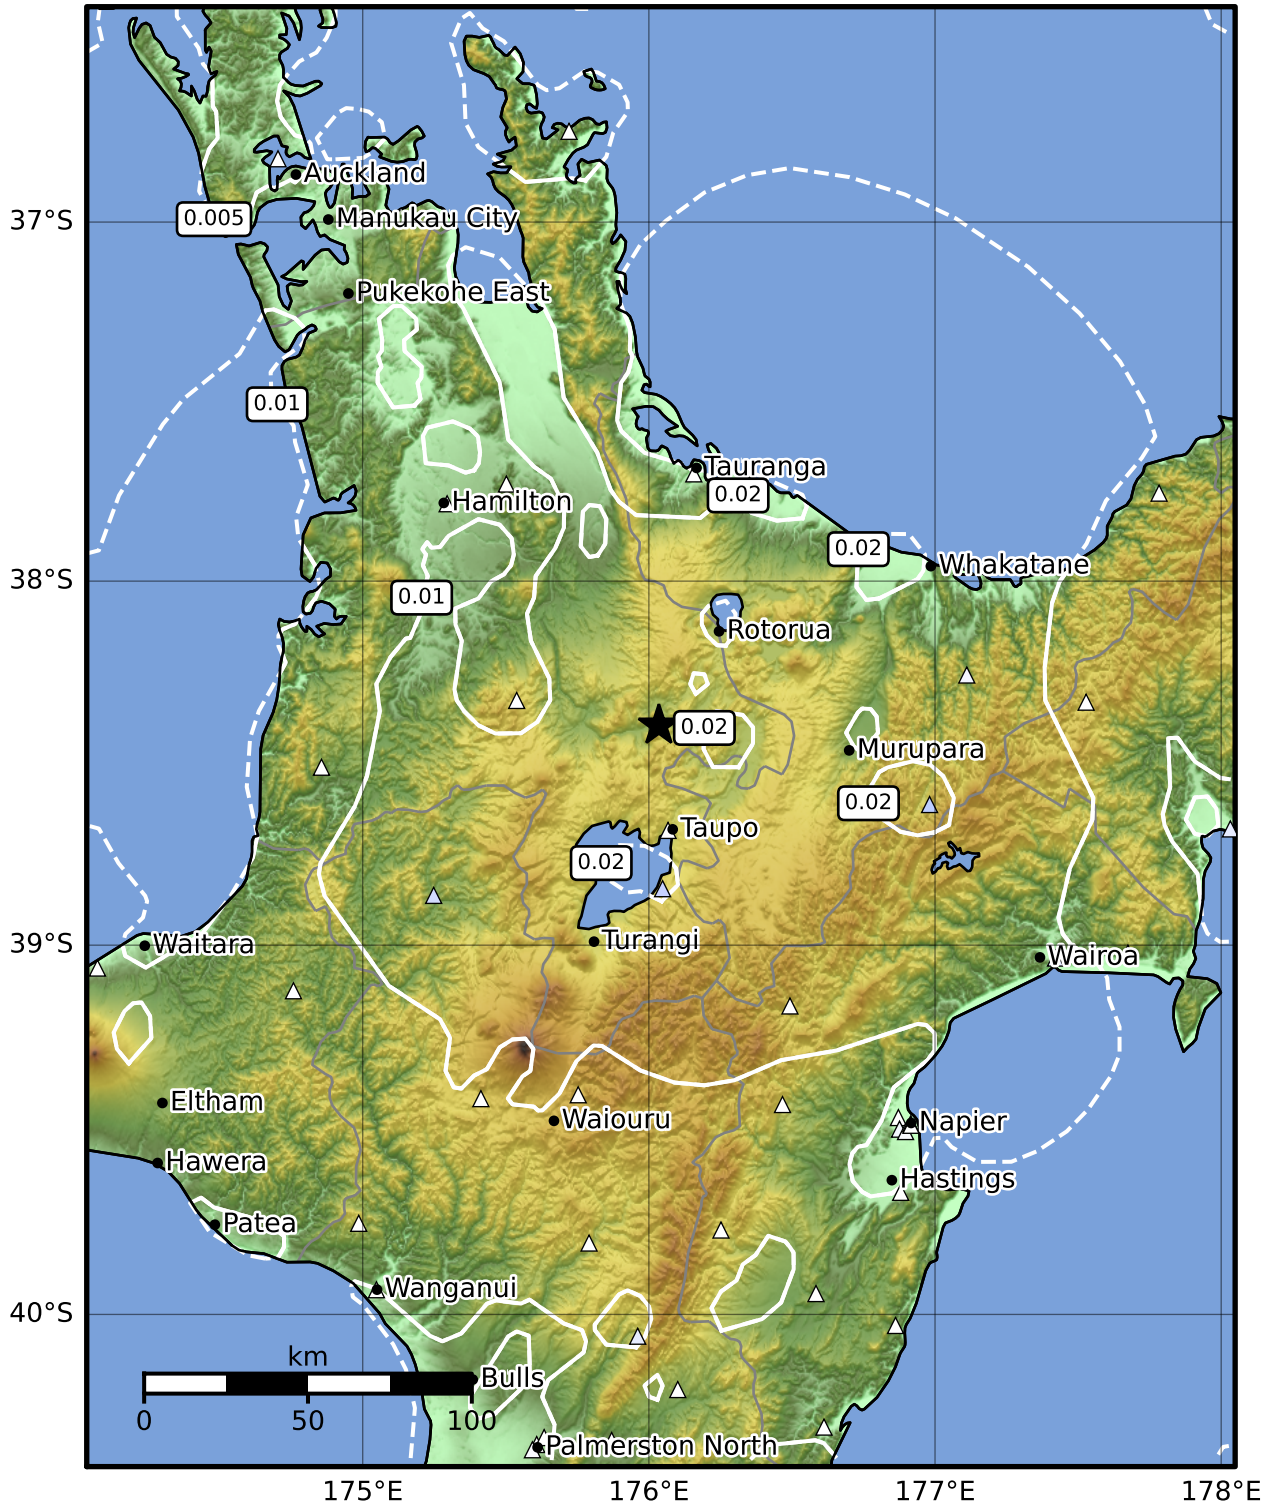 Auckland
0.005
Manukau City
37°S
Pukekohe East
0.01
Tauranga
0.02
Hamilton
0.02
Whakatane
38°S
0.01
Rotorua
0.02
Murupara
0.02
Taupo
0.02
Turangi
Waitara
39°S
Wairoa
Eltham
Waiouru
Napier
Hawera
Hastings
Patea
Wanganui
40°S
km
Bulls
0 50 100
Palmerston North
175°E 176°E 177°E 178°E